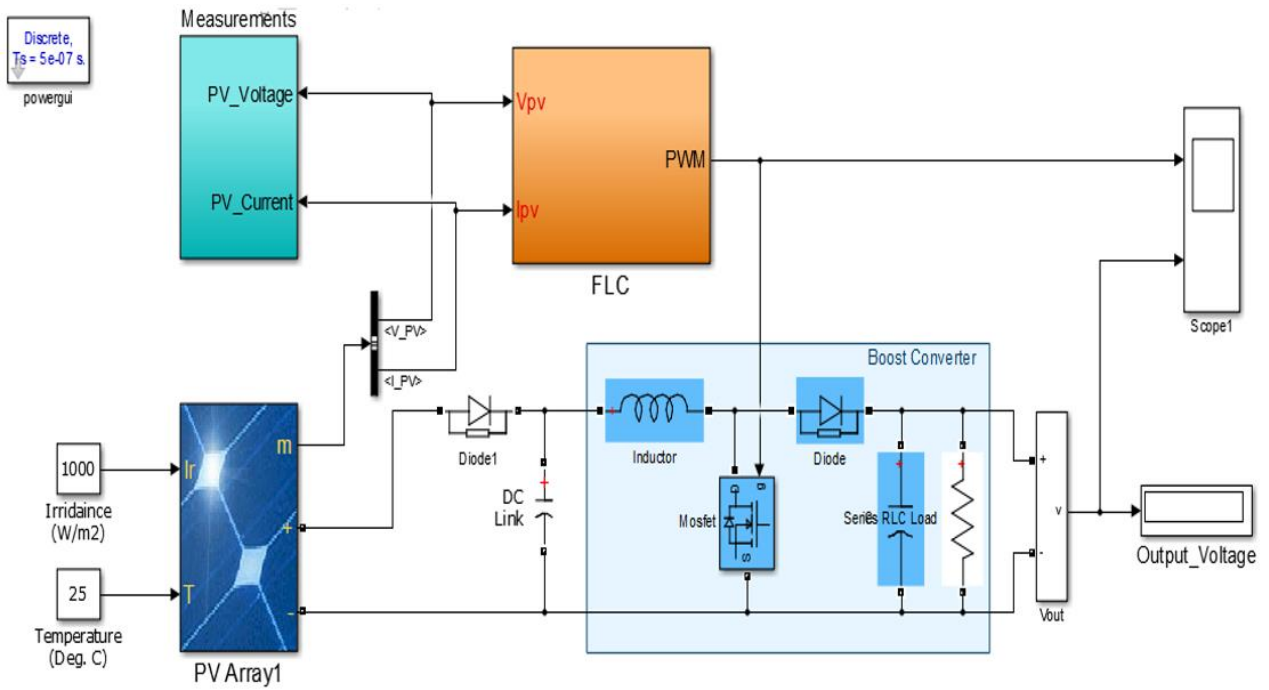 Measurements
Discrete,
Ts = 5e-07 s.
powergui
PV_Voltage
PV_Current
Vpv
Ipv
PWM
FLC
Scope1
<V_PV>
<I_PV>
Boost Converter
Ir
T
m
+
-
1000
Irridaince
(W/m2)
25
Temperature
(Deg. C)
PV Array1
Diode1
DC
Link
+
+
Inductor
Diode
D
g
S
Mosfet
+
+
Series RLC Load
+
-
v
Vout
Output_Voltage